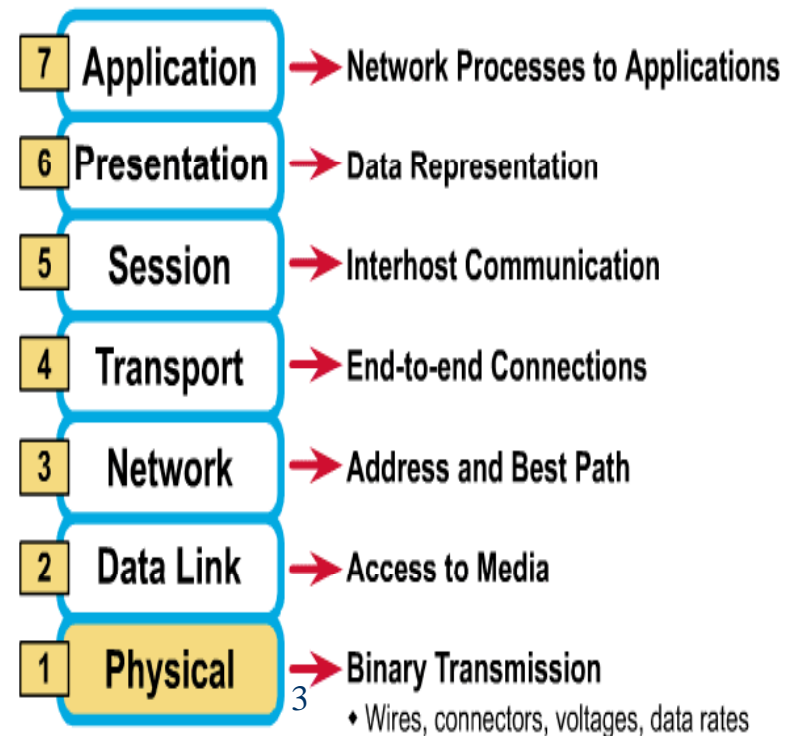 7 Application Network Processes to Applications
6 Presentation Data Representation
5 Session Interhost Communication
4 Transport End-to-end Connections
3 Network Address and Best Path
2 Data Link Access to Media
1 Physical Binary Transmission
3
• Wires, connectors, voltages, data rates